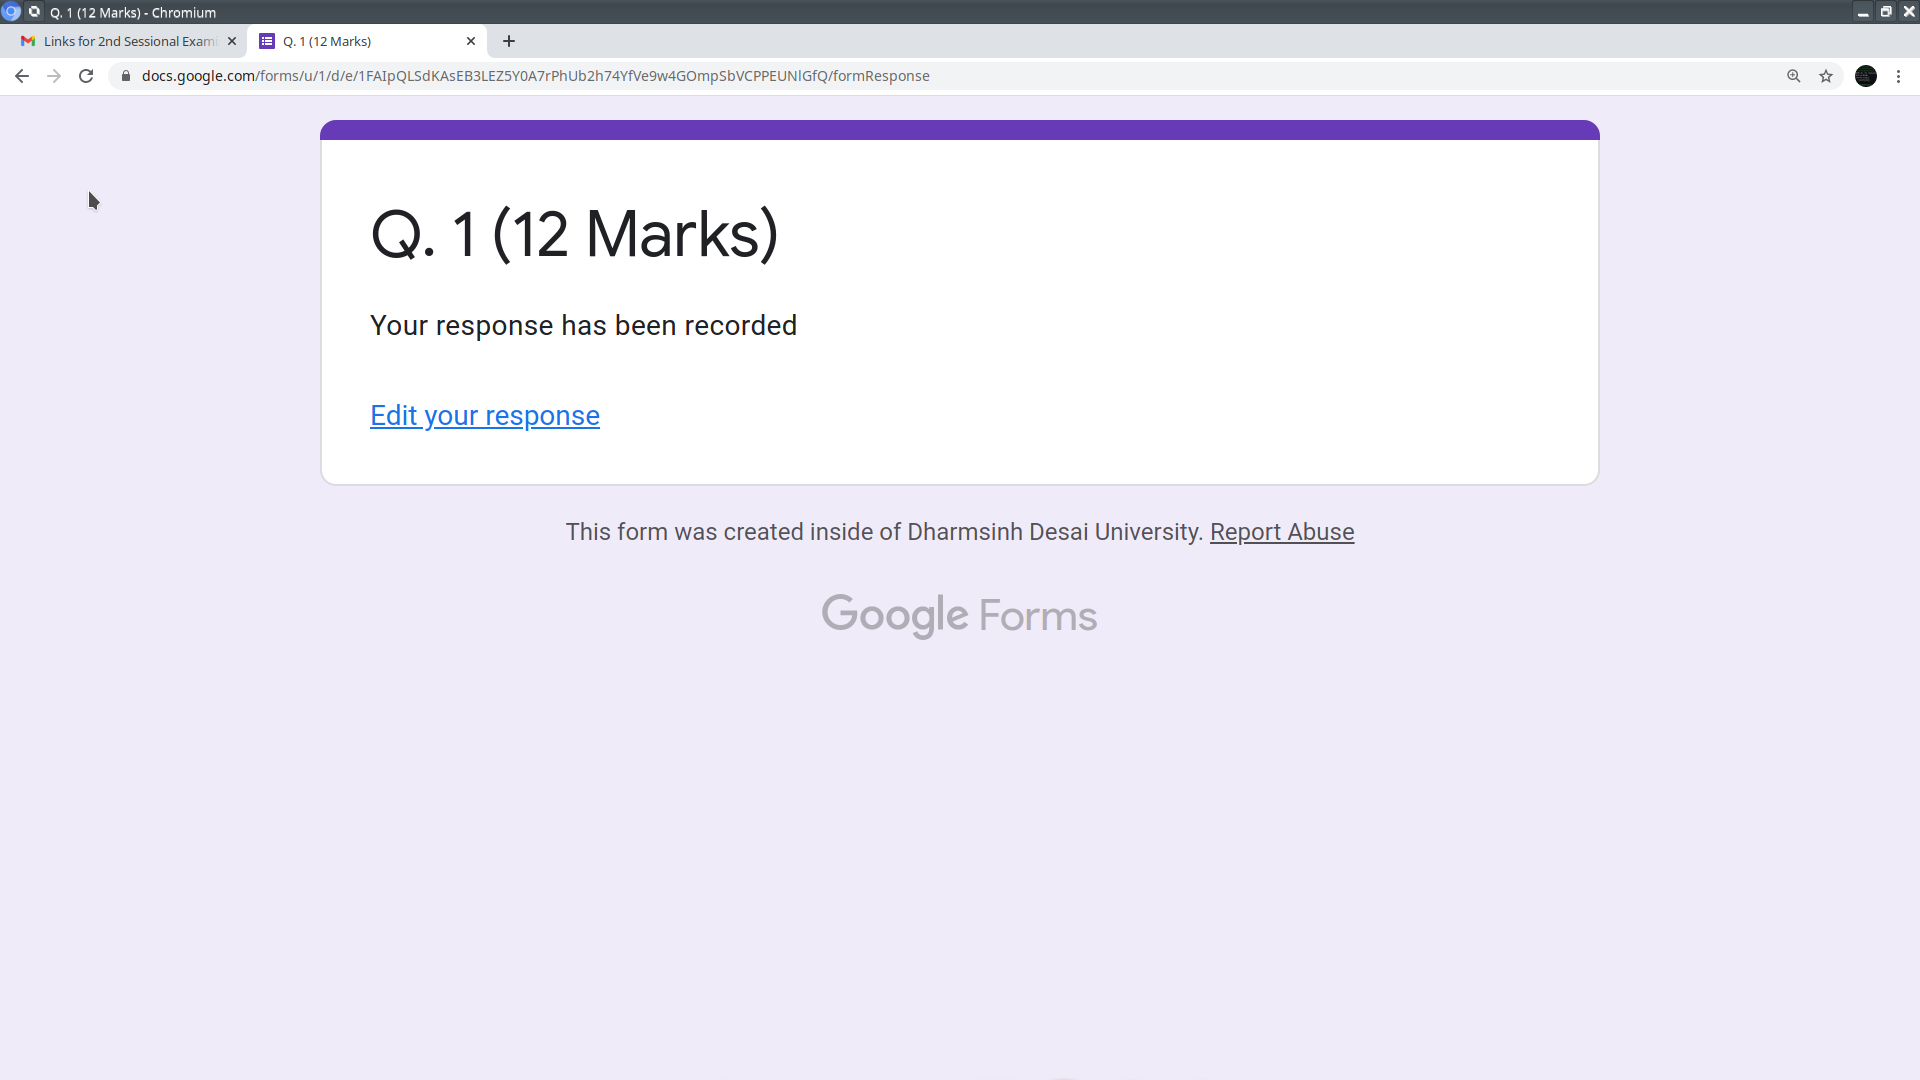 Q. 1 (12 Marks) - Chromium
Links for 2nd Sessional Exami
Q. 1 (12 Marks)
docs.google.com/forms/u/1/d/e/1FAIpQLSdKAsEB3LEZ5Y0A7rPhUb2h74YfVe9w4GOmpSbVCPPEUNlGfQ/formResponse
Q. 1 (12 Marks)
Your response has been recorded
Edit your response
This form was created inside of Dharmsinh Desai University. Report Abuse
Google Forms